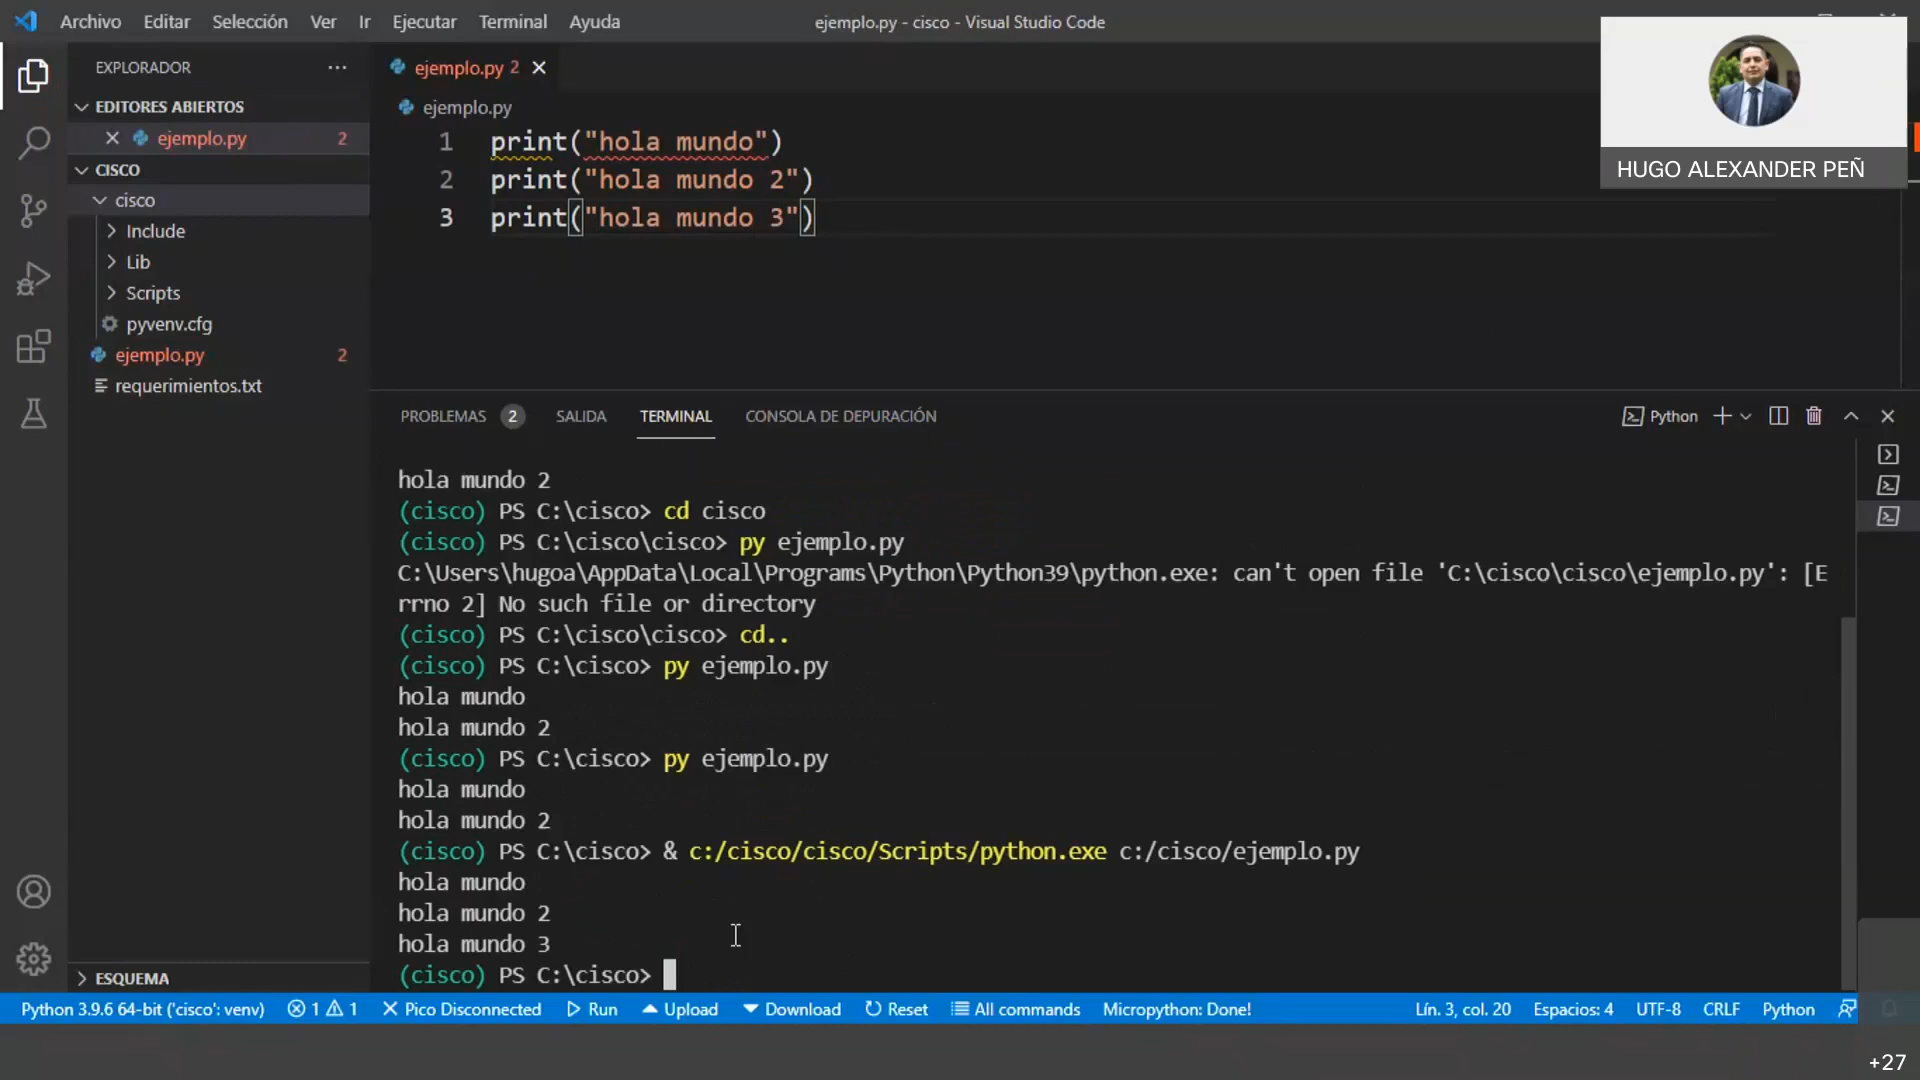 Archivo Editar Selección Ver Ir Ejecutar Terminal Ayuda
ejemplo.py - cisco - Visual Studio Code
HUGO ALEXANDER PEÑ
EXPLORADOR ···
EDITORES ABIERTOS
ejemplo.py 2
CISCO
cisco
Include
Lib
Scripts
pyvenv.cfg
ejemplo.py 2
requerimientos.txt
ESQUEMA
ejemplo.py 2
ejemplo.py
1 print("hola mundo")
2 print("hola mundo 2")
3 print("hola mundo 3")
PROBLEMAS 2 SALIDA TERMINAL CONSOLA DE DEPURACIÓN
Python
hola mundo 2
(cisco) PS C:\cisco> cd cisco
(cisco) PS C:\cisco\cisco> py ejemplo.py
C:\Users\hugoa\AppData\Local\Programs\Python\Python39\python.exe: can't open file 'C:\cisco\cisco\ejemplo.py': [E
rrno 2] No such file or directory
(cisco) PS C:\cisco\cisco> cd..
(cisco) PS C:\cisco> py ejemplo.py
hola mundo
hola mundo 2
(cisco) PS C:\cisco> py ejemplo.py
hola mundo
hola mundo 2
(cisco) PS C:\cisco> & c:/cisco/cisco/Scripts/python.exe c:/cisco/ejemplo.py
hola mundo
hola mundo 2
hola mundo 3
(cisco) PS C:\cisco>
Python 3.9.6 64-bit ('cisco': venv) 1 1 Pico Disconnected Run Upload Download Reset All commands Micropython: Done! Lín. 3, col. 20 Espacios: 4 UTF-8 CRLF Python
+27